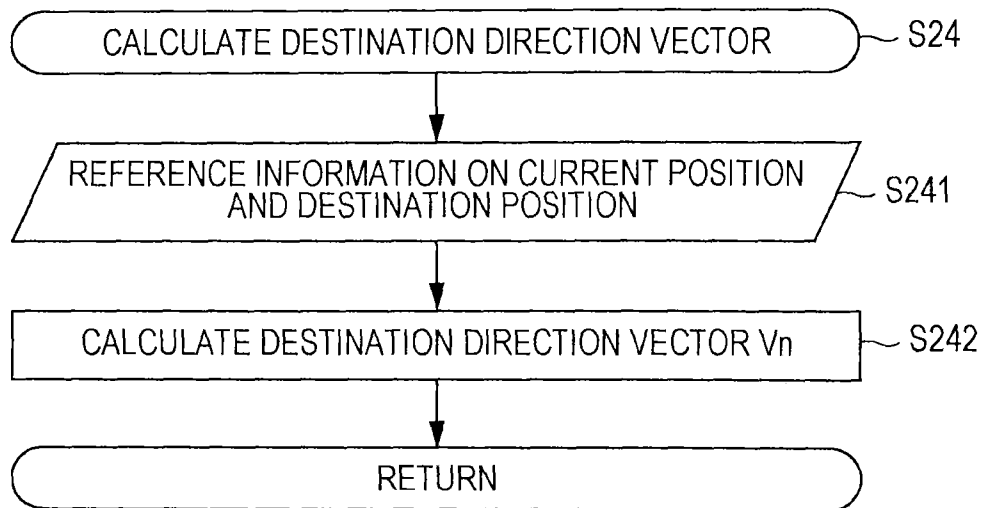 CALCULATE DESTINATION DIRECTION VECTOR S24
REFERENCE INFORMATION ON CURRENT POSITION
AND DESTINATION POSITION S241
CALCULATE DESTINATION DIRECTION VECTOR Vn S242
RETURN